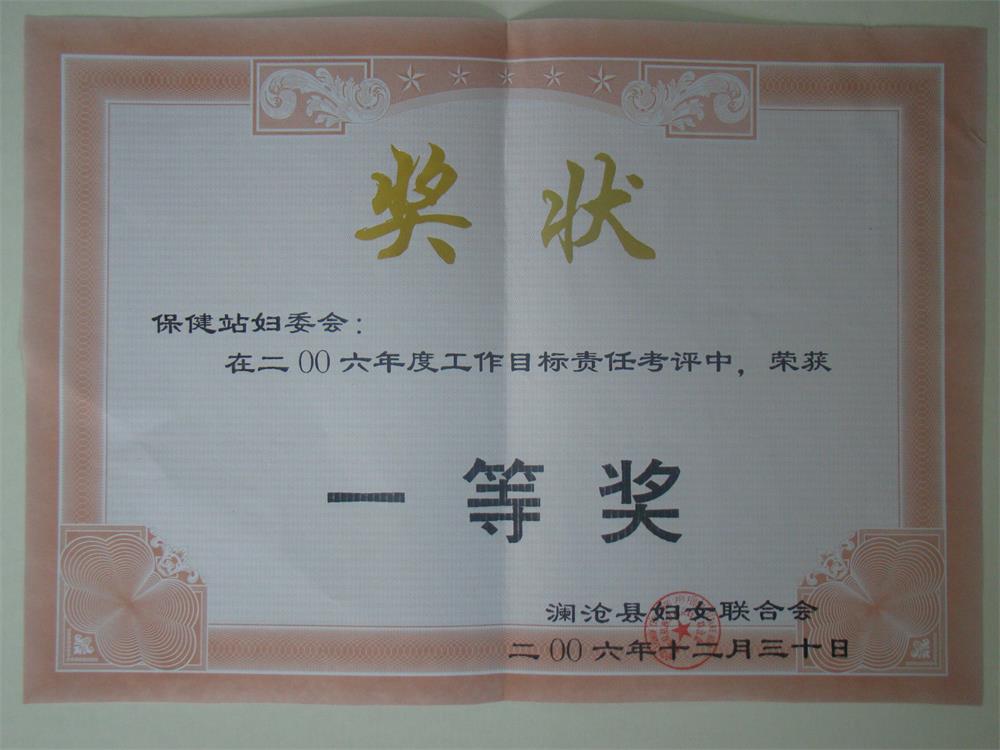 奖状
保健站妇委会：
在二00六年度工作目标责任考评中，荣获
一等奖
澜沧县妇女联合会
二00六年十二月三十日